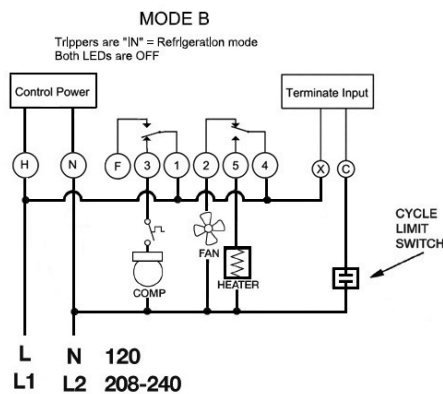 MODE B
Trippers are "IN" = Refrigeration mode
Both LEDs are OFF
Control Power
Terminate Input
H
N
F
3
1
2
5
4
X
C
CYCLE
LIMIT
SWITCH
FAN
COMP
HEATER
L N 120
L1 L2 208-240